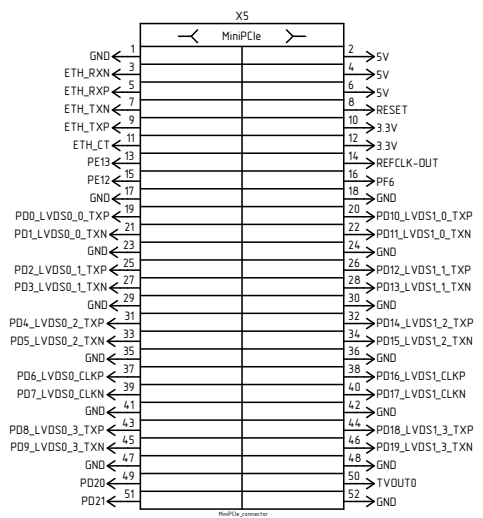 X5
MiniPCIe
GND 1 2 5V
ETH_RXN 3 4 5V
ETH_RXP 5 6 5V
ETH_TXN 7 8 RESET
ETH_TXP 9 10 3.3V
ETH_CT 11 12 3.3V
PE13 13 14 REFCLK-OUT
PE12 15 16 PF6
GND 17 18 GND
PD0_LVDS0_0_TXP 19 20 PD10_LVDS1_0_TXP
PD1_LVDS0_0_TXN 21 22 PD11_LVDS1_0_TXN
GND 23 24 GND
PD2_LVDS0_1_TXP 25 26 PD12_LVDS1_1_TXP
PD3_LVDS0_1_TXN 27 28 PD13_LVDS1_1_TXN
GND 29 30 GND
PD4_LVDS0_2_TXP 31 32 PD14_LVDS1_2_TXP
PD5_LVDS0_2_TXN 33 34 PD15_LVDS1_2_TXN
GND 35 36 GND
PD6_LVDS0_CLKP 37 38 PD16_LVDS1_CLKP
PD7_LVDS0_CLKN 39 40 PD17_LVDS1_CLKN
GND 41 42 GND
PD8_LVDS0_3_TXP 43 44 PD18_LVDS1_3_TXP
PD9_LVDS0_3_TXN 45 46 PD19_LVDS1_3_TXN
GND 47 48 GND
PD20 49 50 TVOUT0
PD21 51 52 GND
MiniPCIe_connector